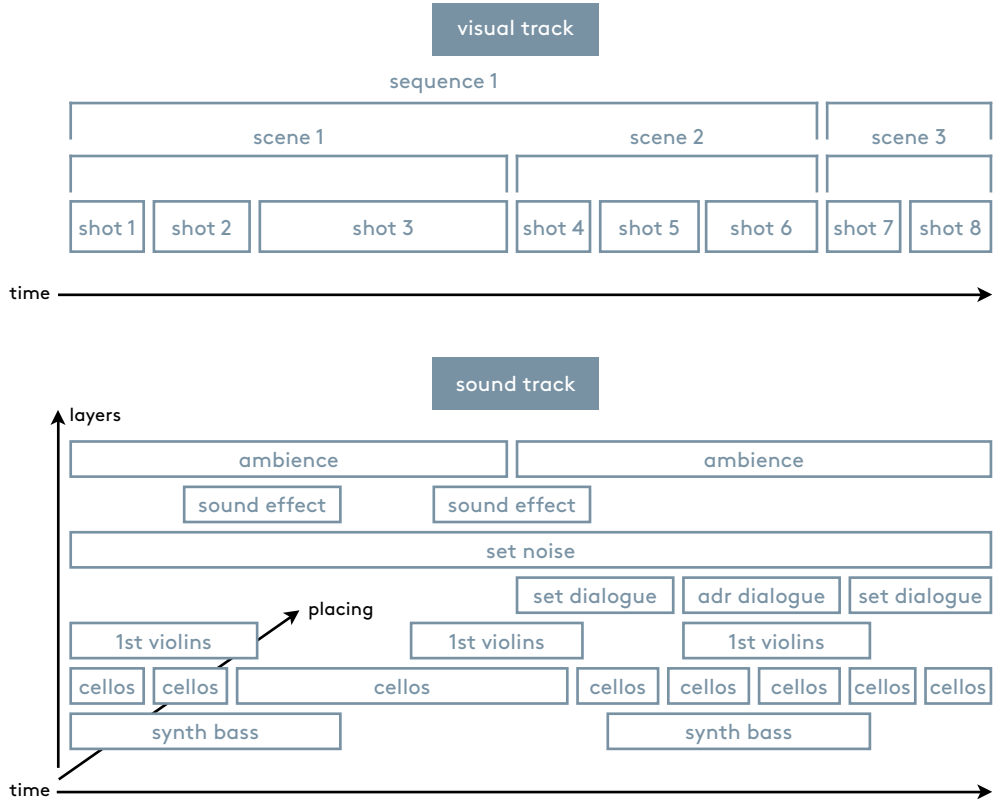 visual track
sequence 1
scene 1 scene 2 scene 3
shot 1 shot 2 shot 3 shot 4 shot 5 shot 6 shot 7 shot 8
time
sound track
layers
ambience ambience
sound effect sound effect
set noise
set dialogue adr dialogue set dialogue
placing
1st violins 1st violins 1st violins
cellos cellos cellos cellos cellos cellos cellos cellos
synth bass synth bass
time